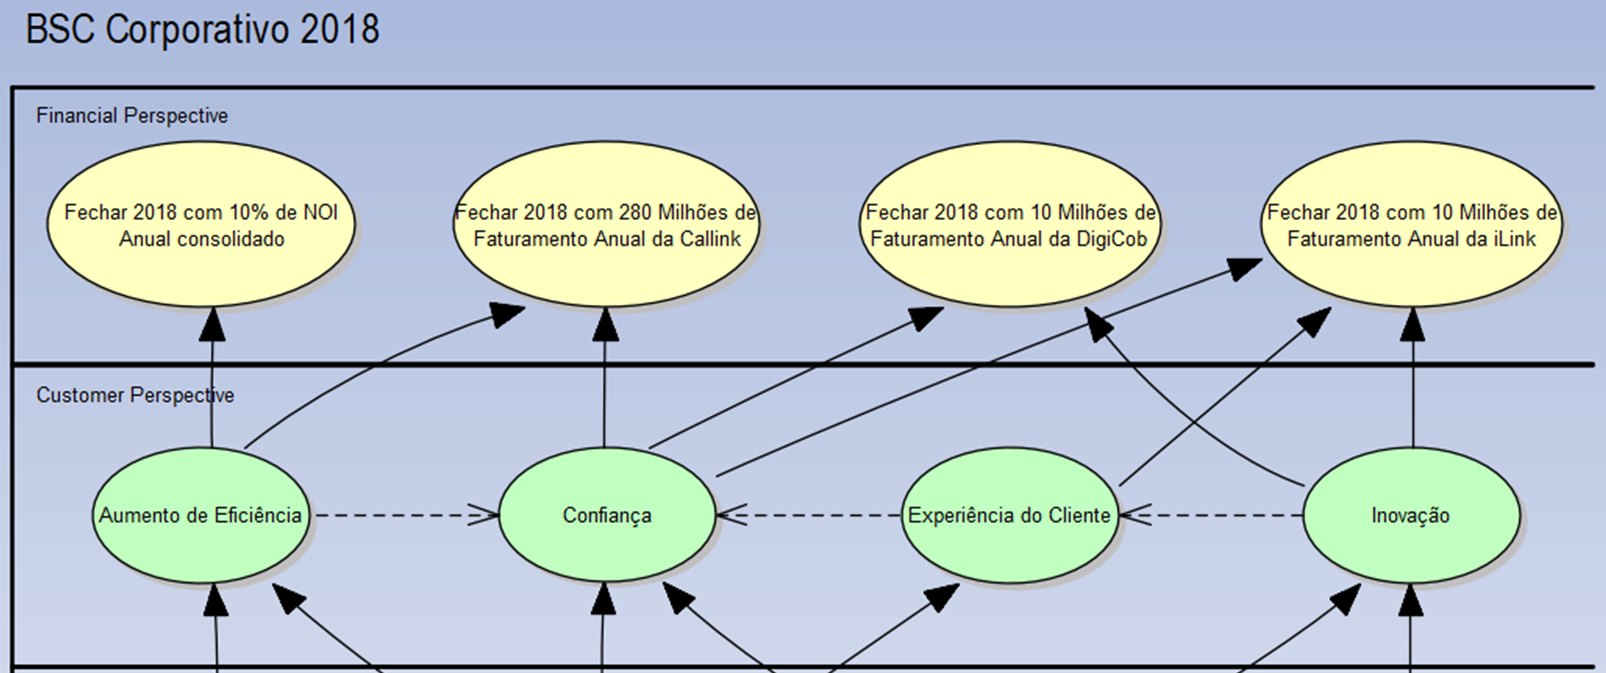 BSC Corporativo 2018
Financial Perspective
Fechar 2018 com 10% de NOI
Anual consolidado
Fechar 2018 com 280 Milhões de
Faturamento Anual da Callink
Fechar 2018 com 10 Milhões de
Faturamento Anual da DigiCob
Fechar 2018 com 10 Milhões de
Faturamento Anual da iLink
Customer Perspective
Aumento de Eficiência
Confiança
Experiência do Cliente
Inovação